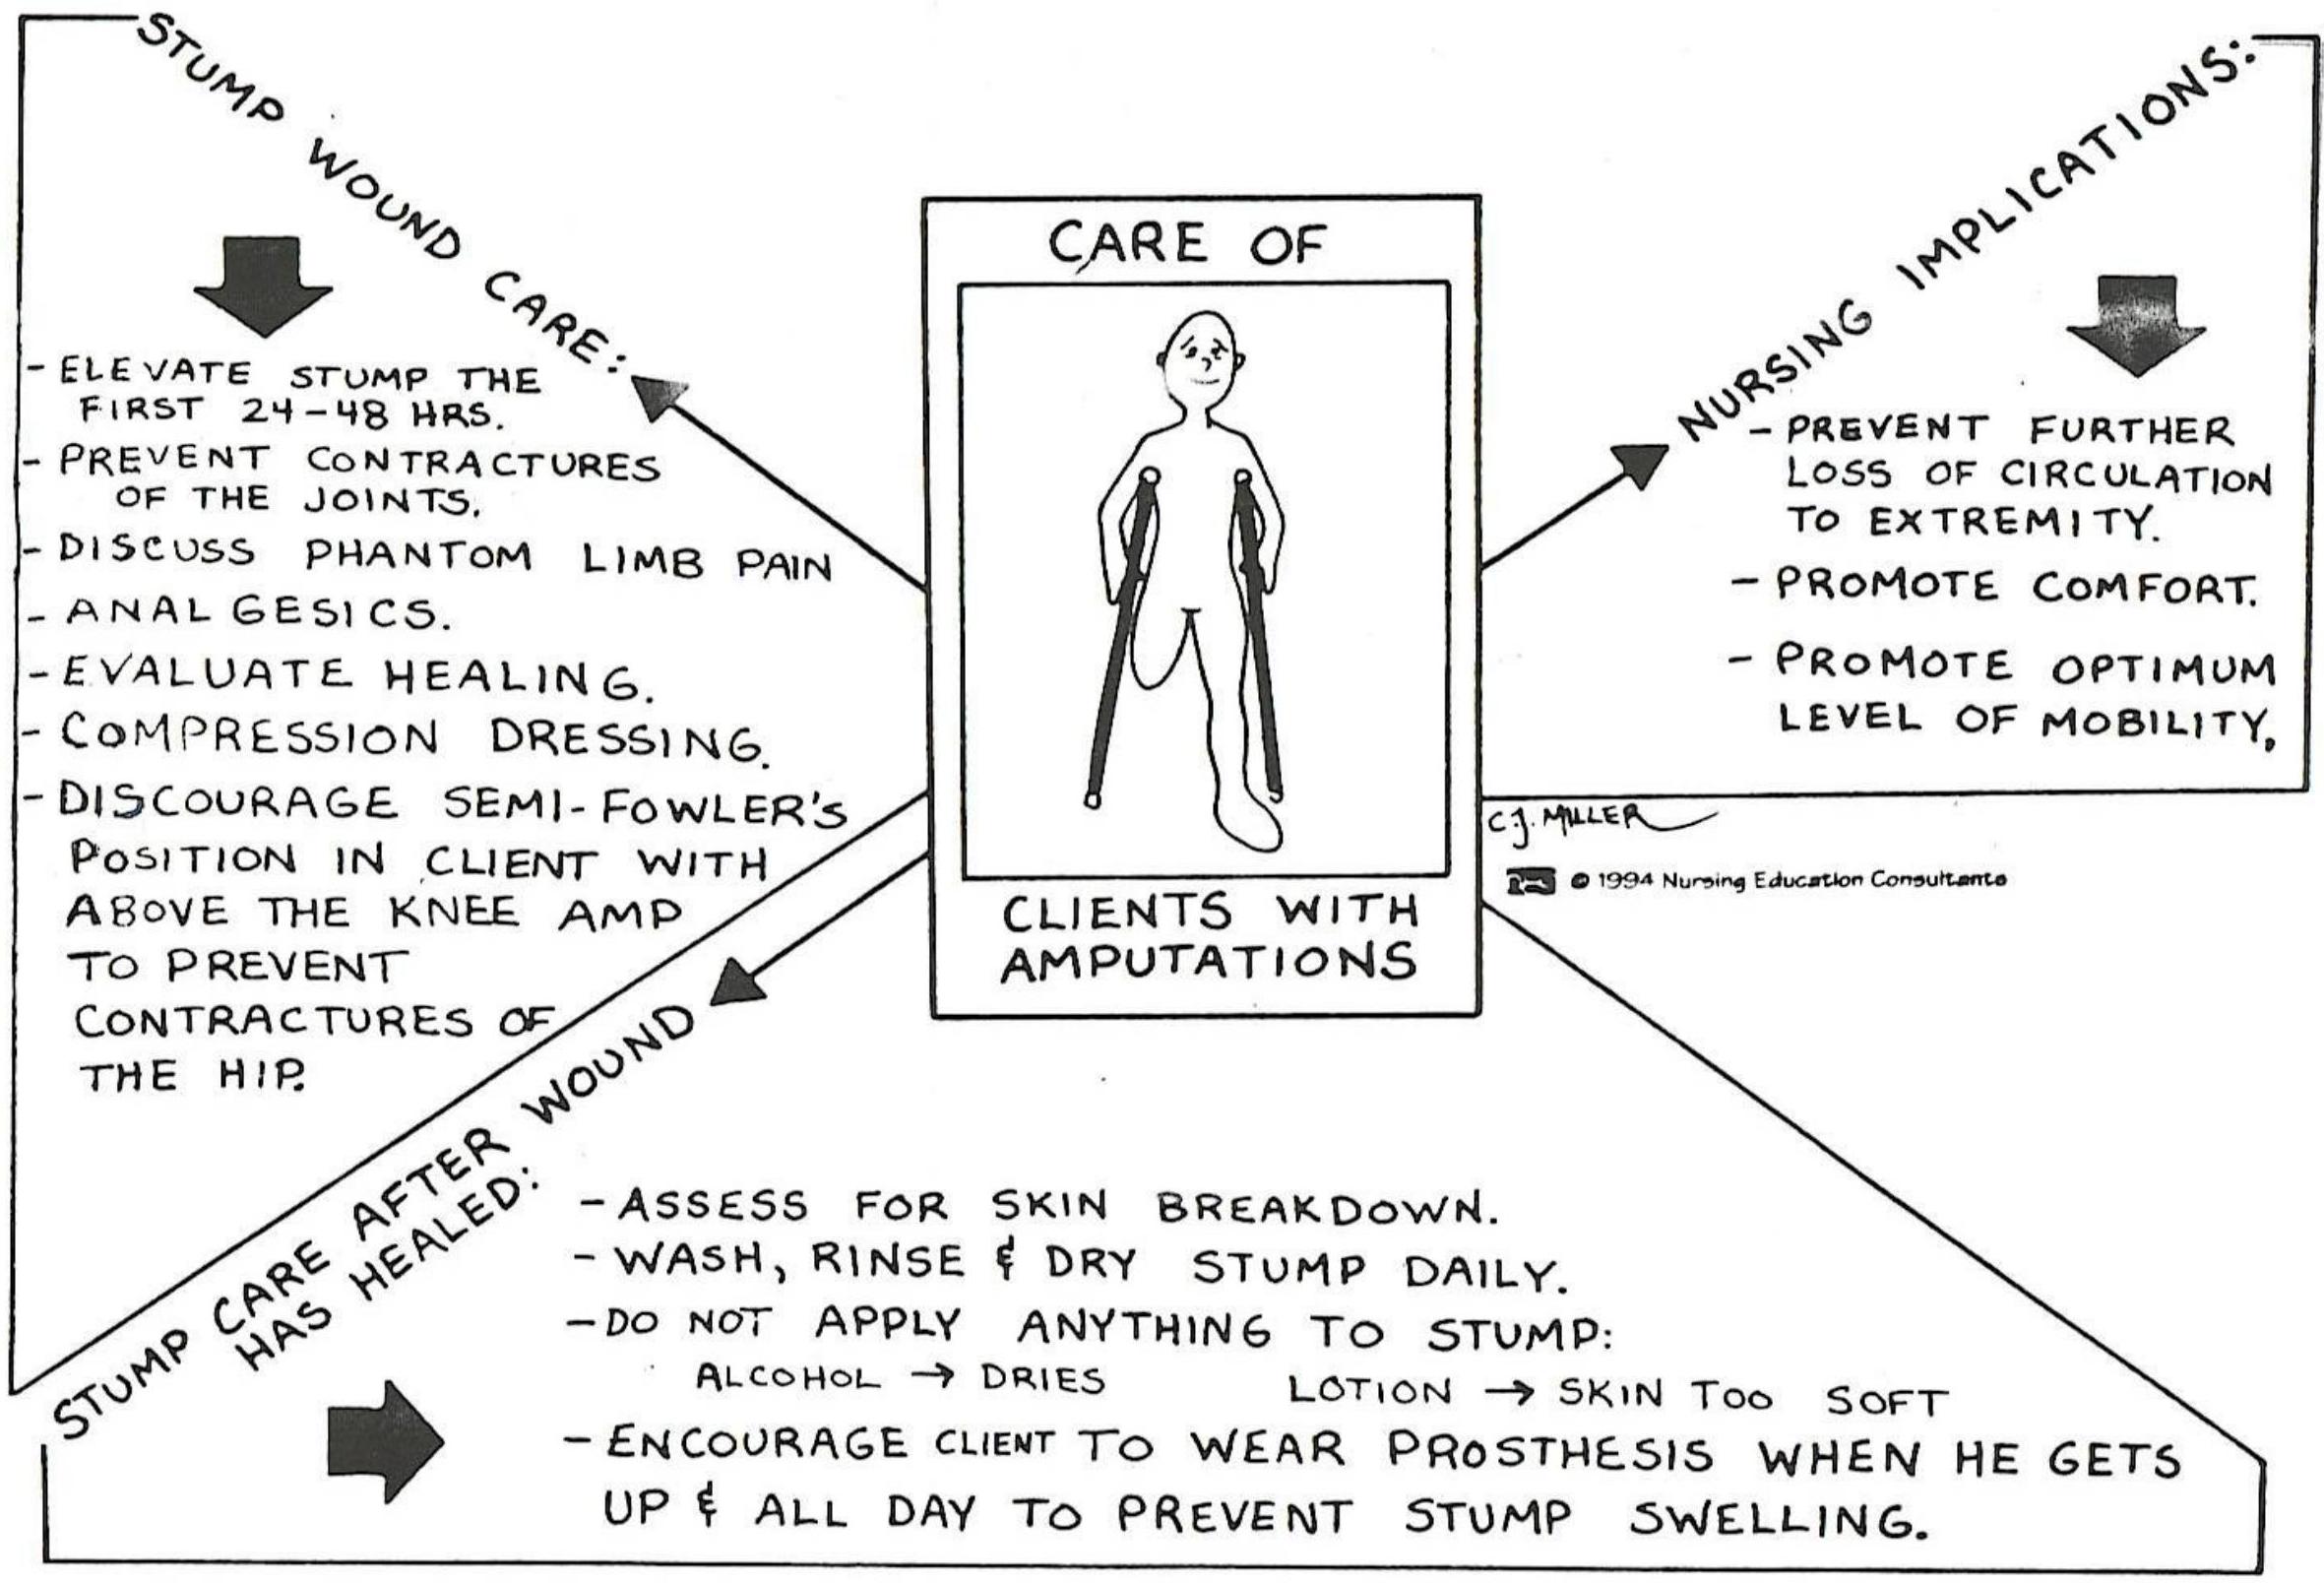 STUMP WOUND CARE:
- ELEVATE STUMP THE
FIRST 24-48 HRS.
- PREVENT CONTRACTURES
OF THE JOINTS.
- DISCUSS PHANTOM LIMB PAIN
- ANALGESICS.
- EVALUATE HEALING.
- COMPRESSION DRESSING.
- DISCOURAGE SEMI-FOWLER'S
POSITION IN CLIENT WITH
ABOVE THE KNEE AMP
TO PREVENT
CONTRACTURES OF
THE HIP.
CARE OF
CLIENTS WITH
AMPUTATIONS
NURSING IMPLICATIONS:
- PREVENT FURTHER
LOSS OF CIRCULATION
TO EXTREMITY.
- PROMOTE COMFORT.
- PROMOTE OPTIMUM
LEVEL OF MOBILITY.
C.J. MILLER
© 1994 Nursing Education Consultants
STUMP CARE AFTER WOUND
HAS HEALED:
- ASSESS FOR SKIN BREAKDOWN.
- WASH, RINSE & DRY STUMP DAILY.
- DO NOT APPLY ANYTHING TO STUMP:
ALCOHOL → DRIES LOTION → SKIN TOO SOFT
- ENCOURAGE CLIENT TO WEAR PROSTHESIS WHEN HE GETS
UP & ALL DAY TO PREVENT STUMP SWELLING.